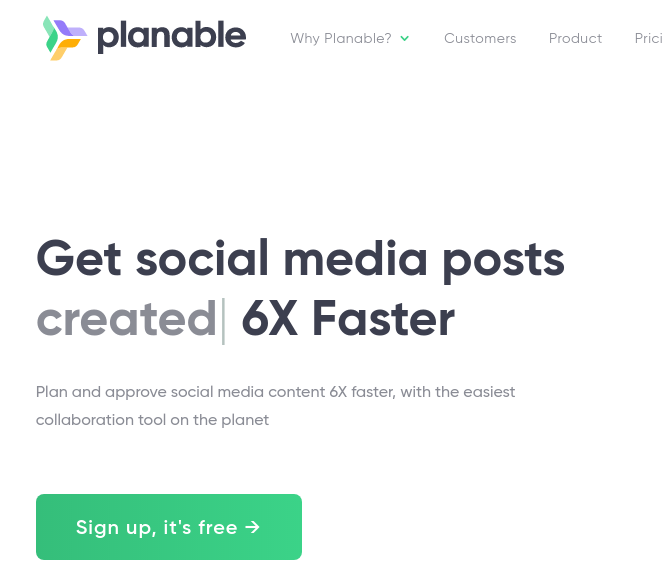 planable
Why Planable?
Customers
Product
Prici
Get social media posts
created| 6X Faster
Plan and approve social media content 6X faster, with the easiest
collaboration tool on the planet
Sign up, it's free →